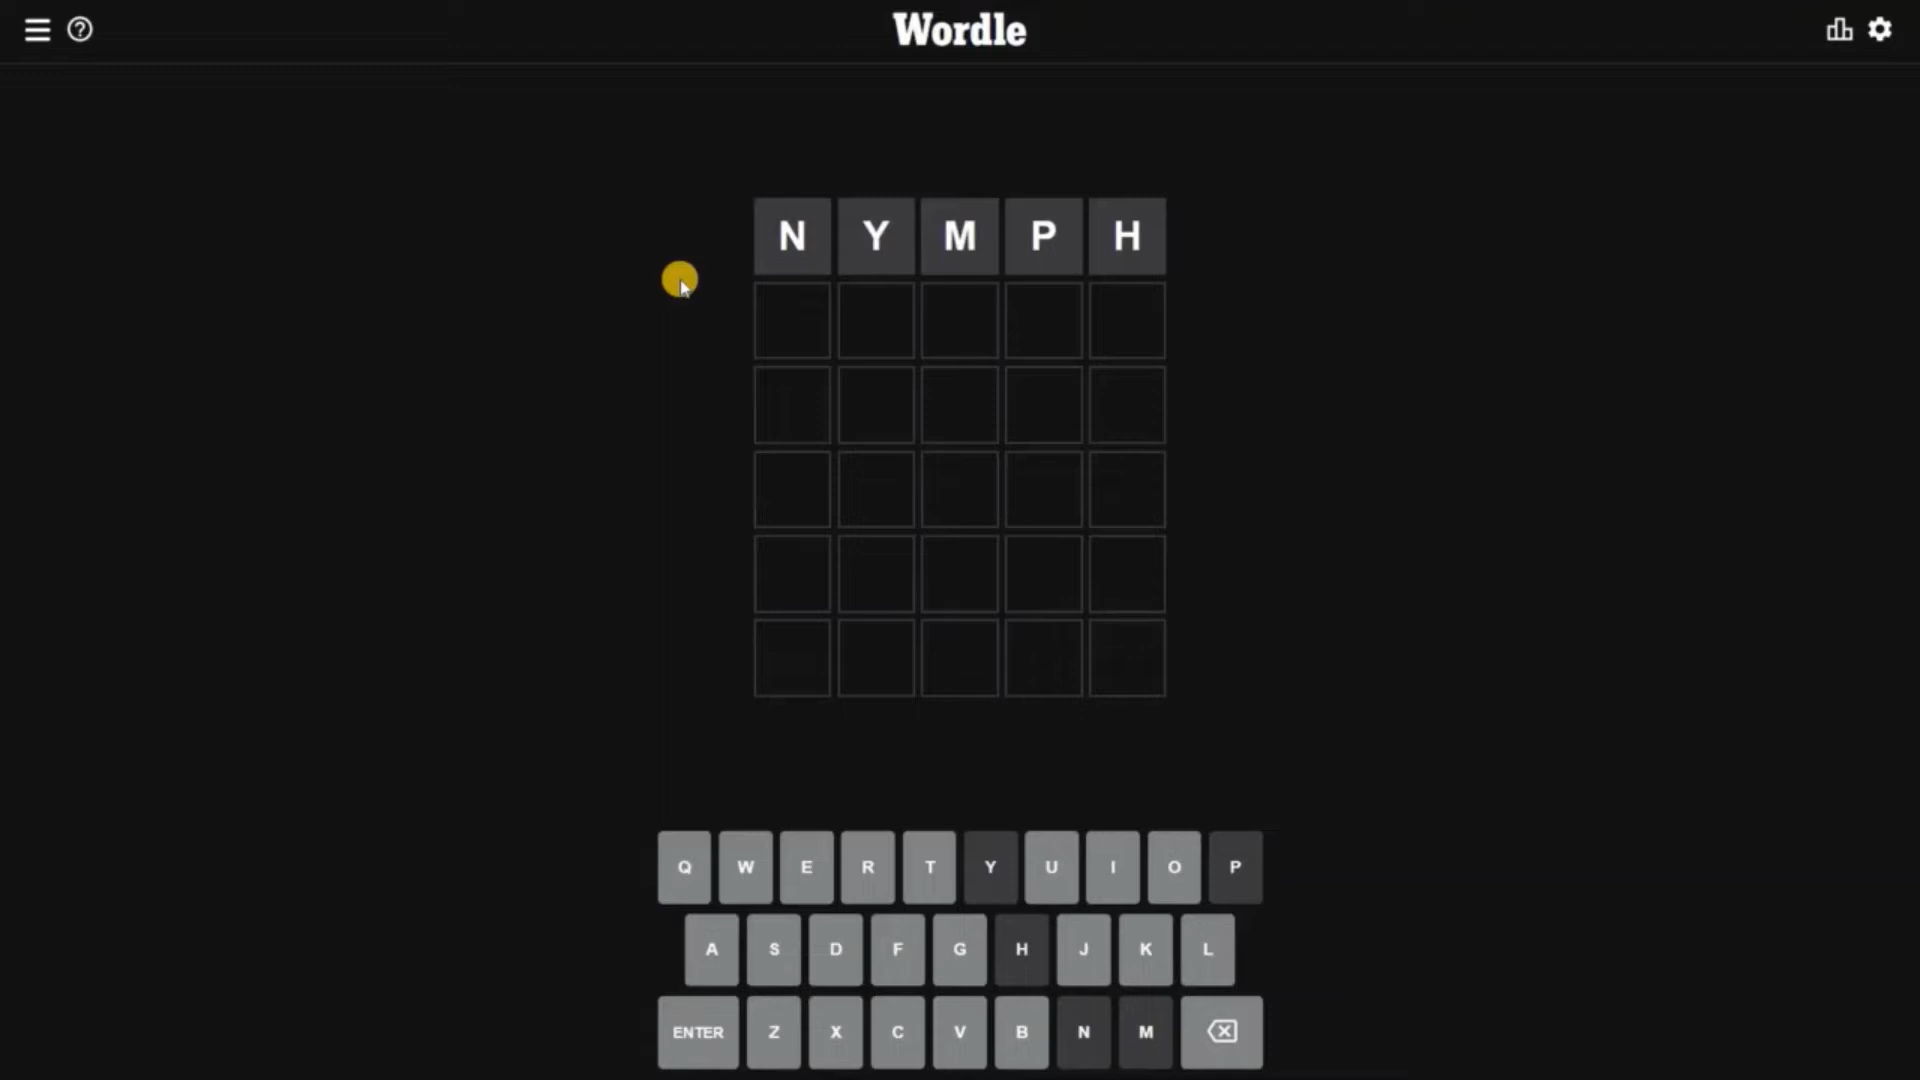 Wordle
N Y M P H
Q W E R T Y U I O P
A S D F G H J K L
ENTER Z X C V B N M